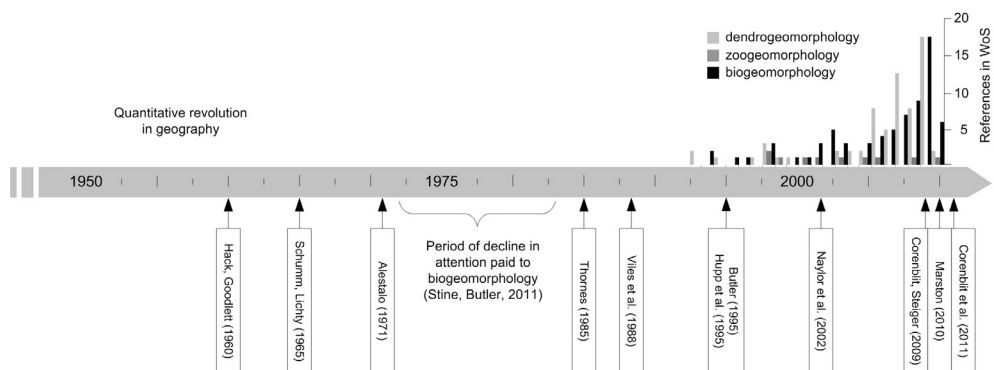 20
dendrogeomorphology
zoogeomorphology
biogeomorphology
15
10
5
References in WoS
Quantitative revolution
in geography
1950
1975
2000
Hack, Goodlett (1960)
Schumm, Lichty (1965)
Alestalo (1971)
Period of decline in
attention paid to
biogeomorphology
(Stine, Butler, 2011)
Thornes (1985)
Viles et al. (1988)
Butler (1995)
Hupp et al. (1995)
Naylor et al. (2002)
Corenblit, Steiger (2009)
Marston (2010)
Corenblit et al. (2011)